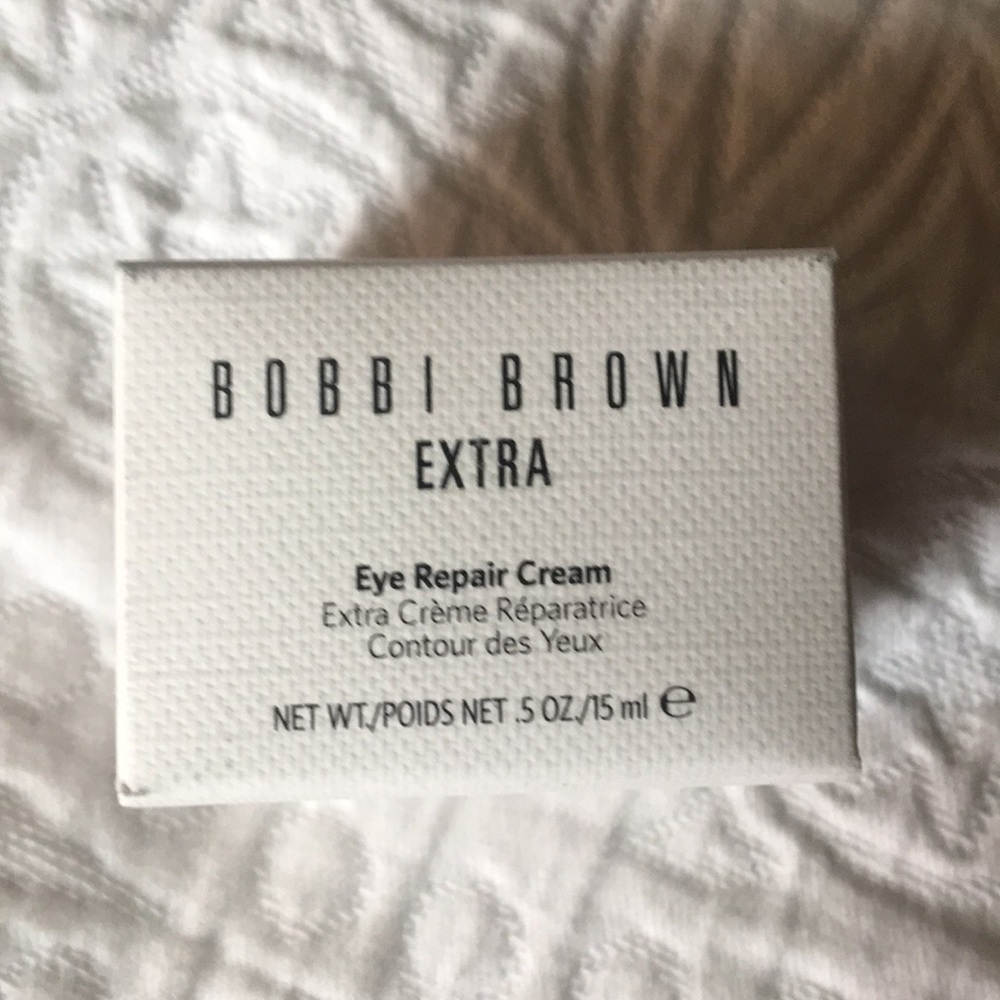 BOBBI BROWN
EXTRA
Eye Repair Cream
Extra Crème Réparatrice
Contour des Yeux
NET WT./POIDS NET .5 OZ./15 ml ℮